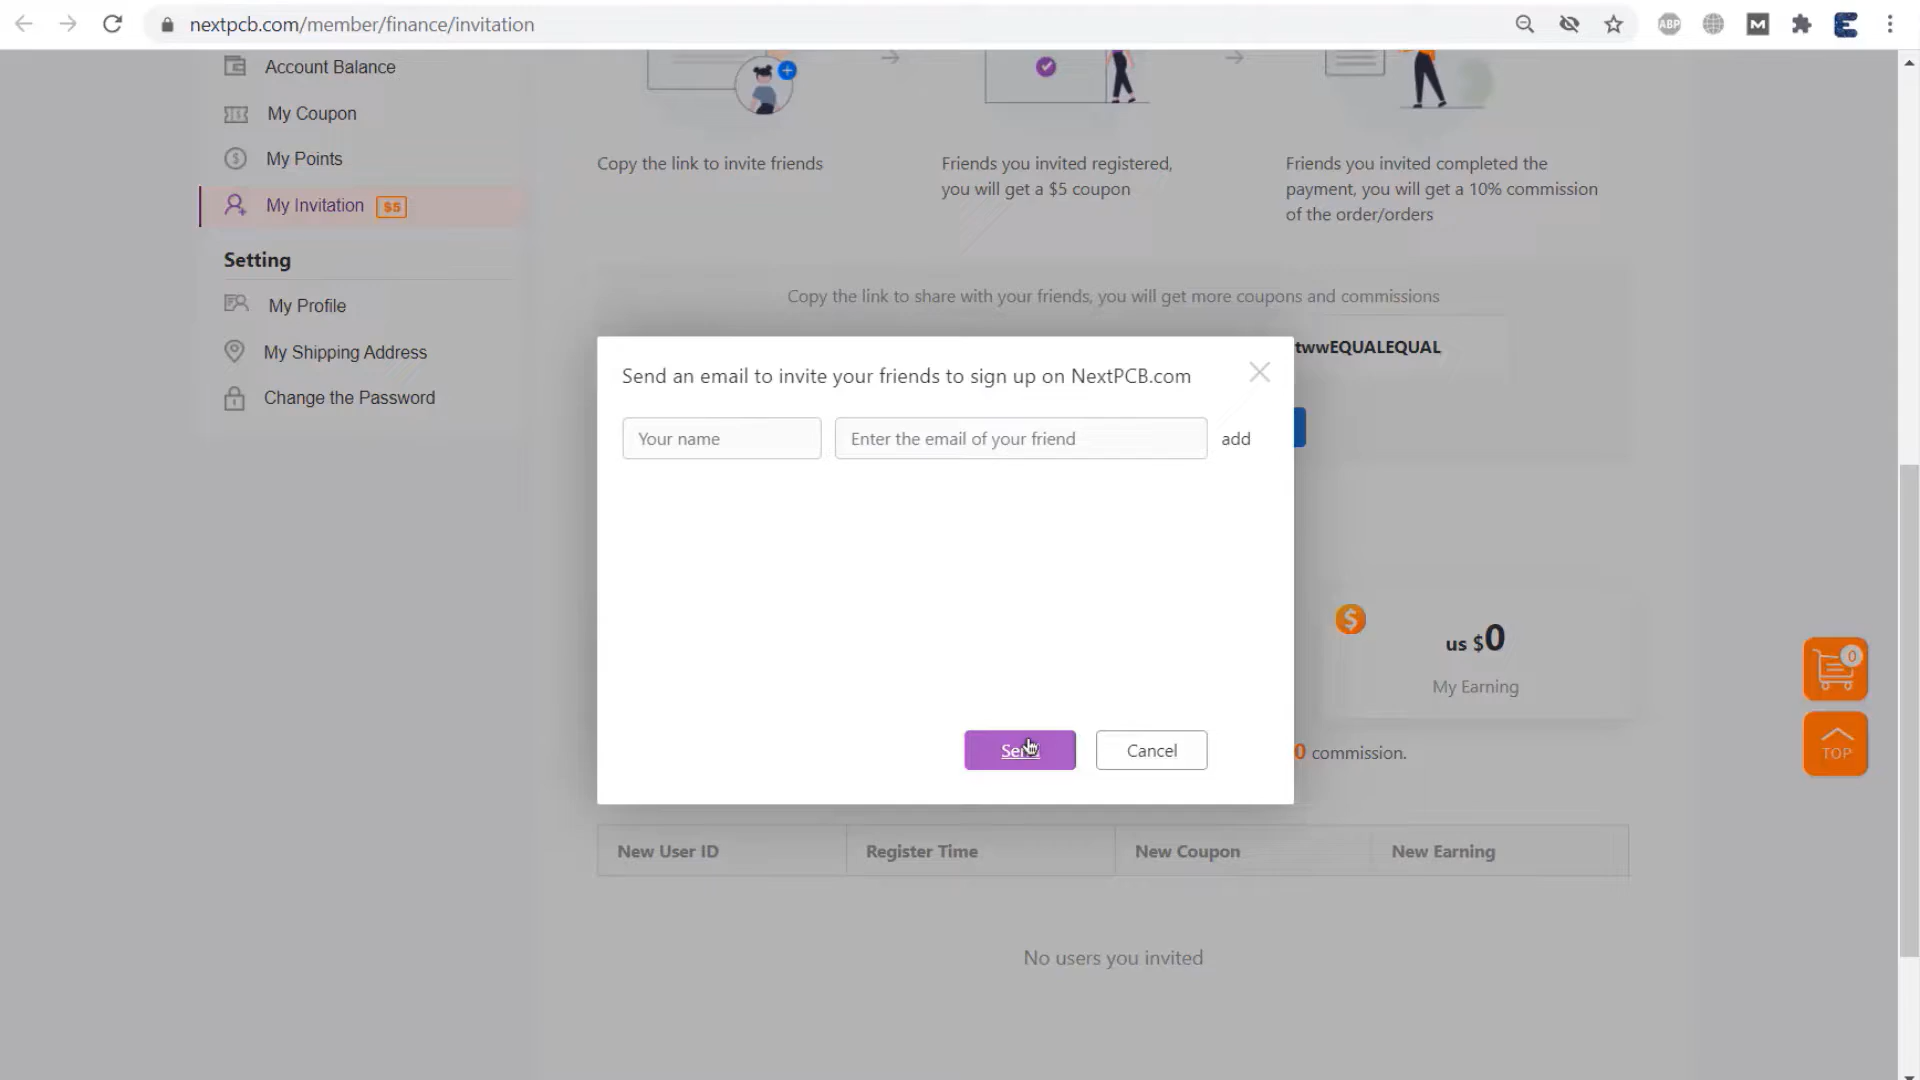 nextpcb.com/member/finance/invitation
ABP
M
Account Balance
My Coupon
My Points
My Invitation $5
Setting
My Profile
My Shipping Address
Change the Password
Copy the link to invite friends
Friends you invited registered,
you will get a $5 coupon
Friends you invited completed the
payment, you will get a 10% commission
of the order/orders
Copy the link to share with your friends, you will get more coupons and commissions
twwEQUALEQUAL
Send an email to invite your friends to sign up on NextPCB.com
Your name
Enter the email of your friend
add
Cancel
us $0
My Earning
0 commission.
0
TOP
New User ID
Register Time
New Coupon
New Earning
No users you invited